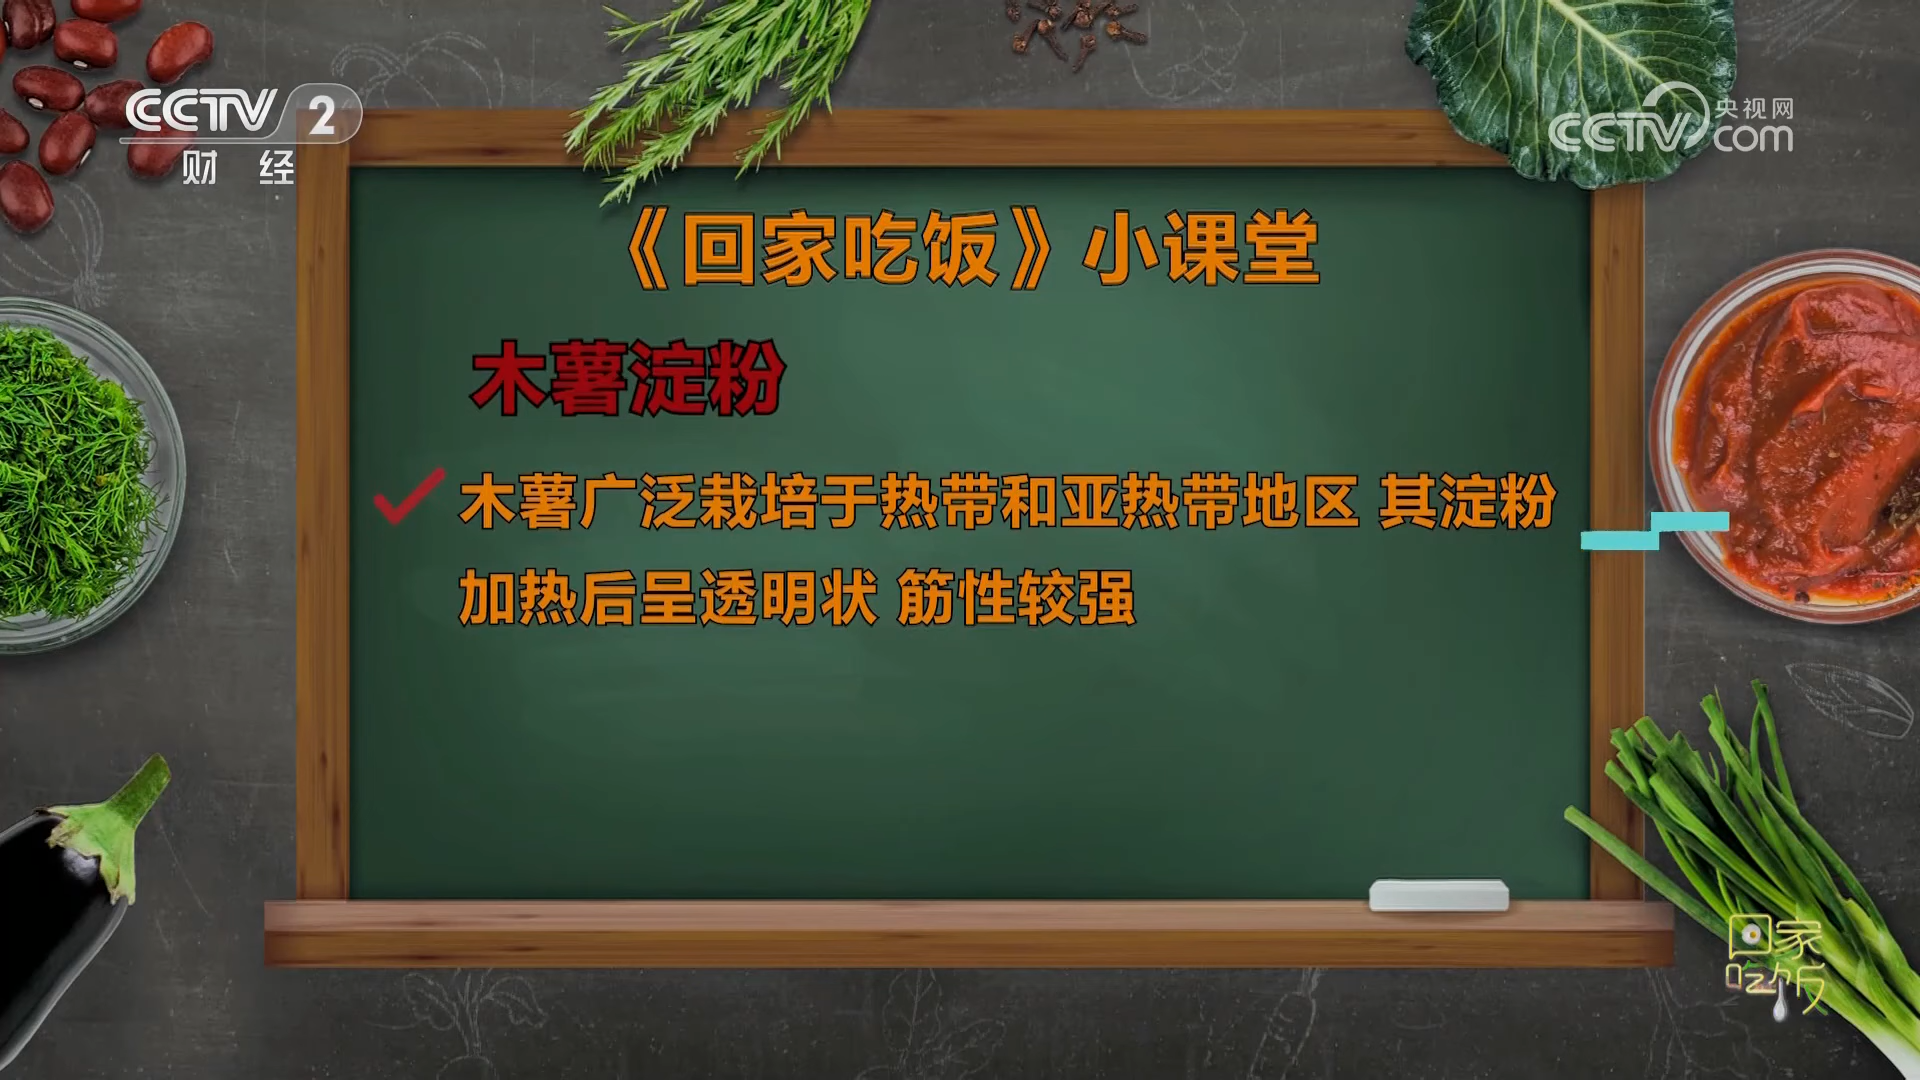 CCTV 2
财 经
央视网
CCTV.com
《回家吃饭》小课堂
木薯淀粉
木薯广泛栽培于热带和亚热带地区 其淀粉
加热后呈透明状 筋性较强
回家
吃饭